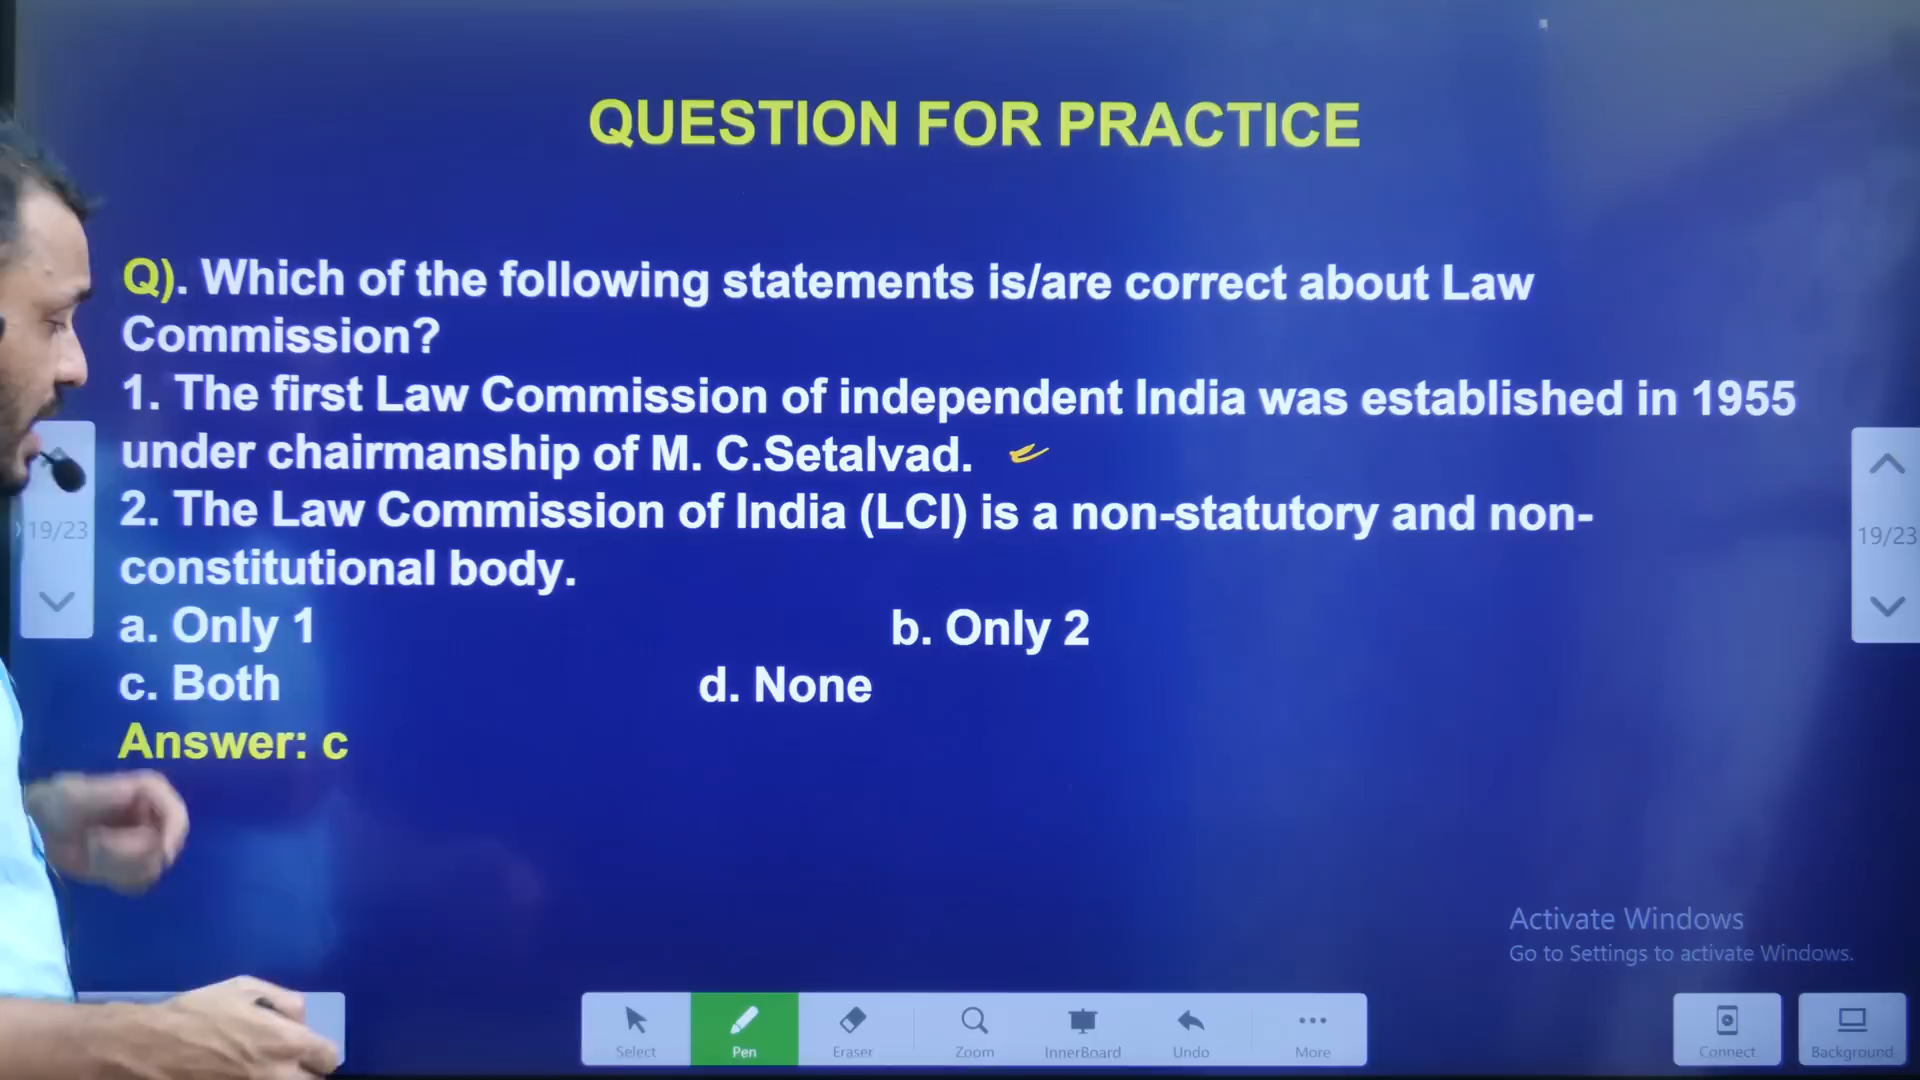 QUESTION FOR PRACTICE
Q). Which of the following statements is/are correct about Law
Commission?
1. The first Law Commission of independent India was established in 1955
under chairmanship of M. C.Setalvad.
2. The Law Commission of India (LCI) is a non-statutory and non-
constitutional body.
a. Only 1 b. Only 2
c. Both d. None
Answer: c
19/23
19/23
Activate Windows
Go to Settings to activate Windows.
Select Pen Eraser Zoom InnerBoard Undo More Connect Background